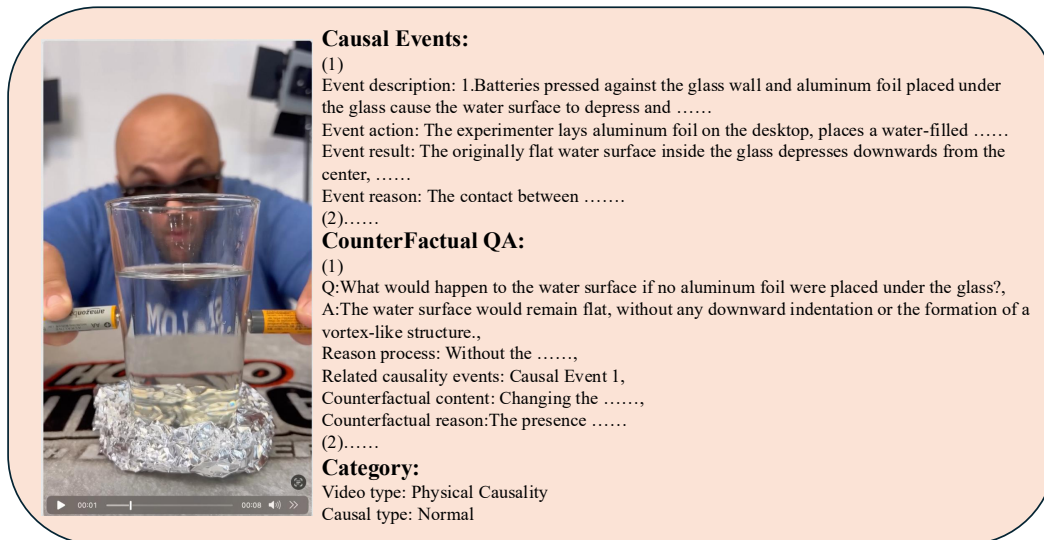 Causal Events:
(1)
Event description: 1.Batteries pressed against the glass wall and aluminum foil placed under
the glass cause the water surface to depress and ……
Event action: The experimenter lays aluminum foil on the desktop, places a water-filled ……
Event result: The originally flat water surface inside the glass depresses downwards from the
center, ……
Event reason: The contact between …….
(2)……
CounterFactual QA:
(1)
Q:What would happen to the water surface if no aluminum foil were placed under the glass?,
A:The water surface would remain flat, without any downward indentation or the formation of a
vortex-like structure.,
Reason process: Without the ……,
Related causality events: Causal Event 1,
Counterfactual content: Changing the ……,
Counterfactual reason:The presence ……
(2)……
Category:
Video type: Physical Causality
Causal type: Normal
amazonbasics
00:01
00:08